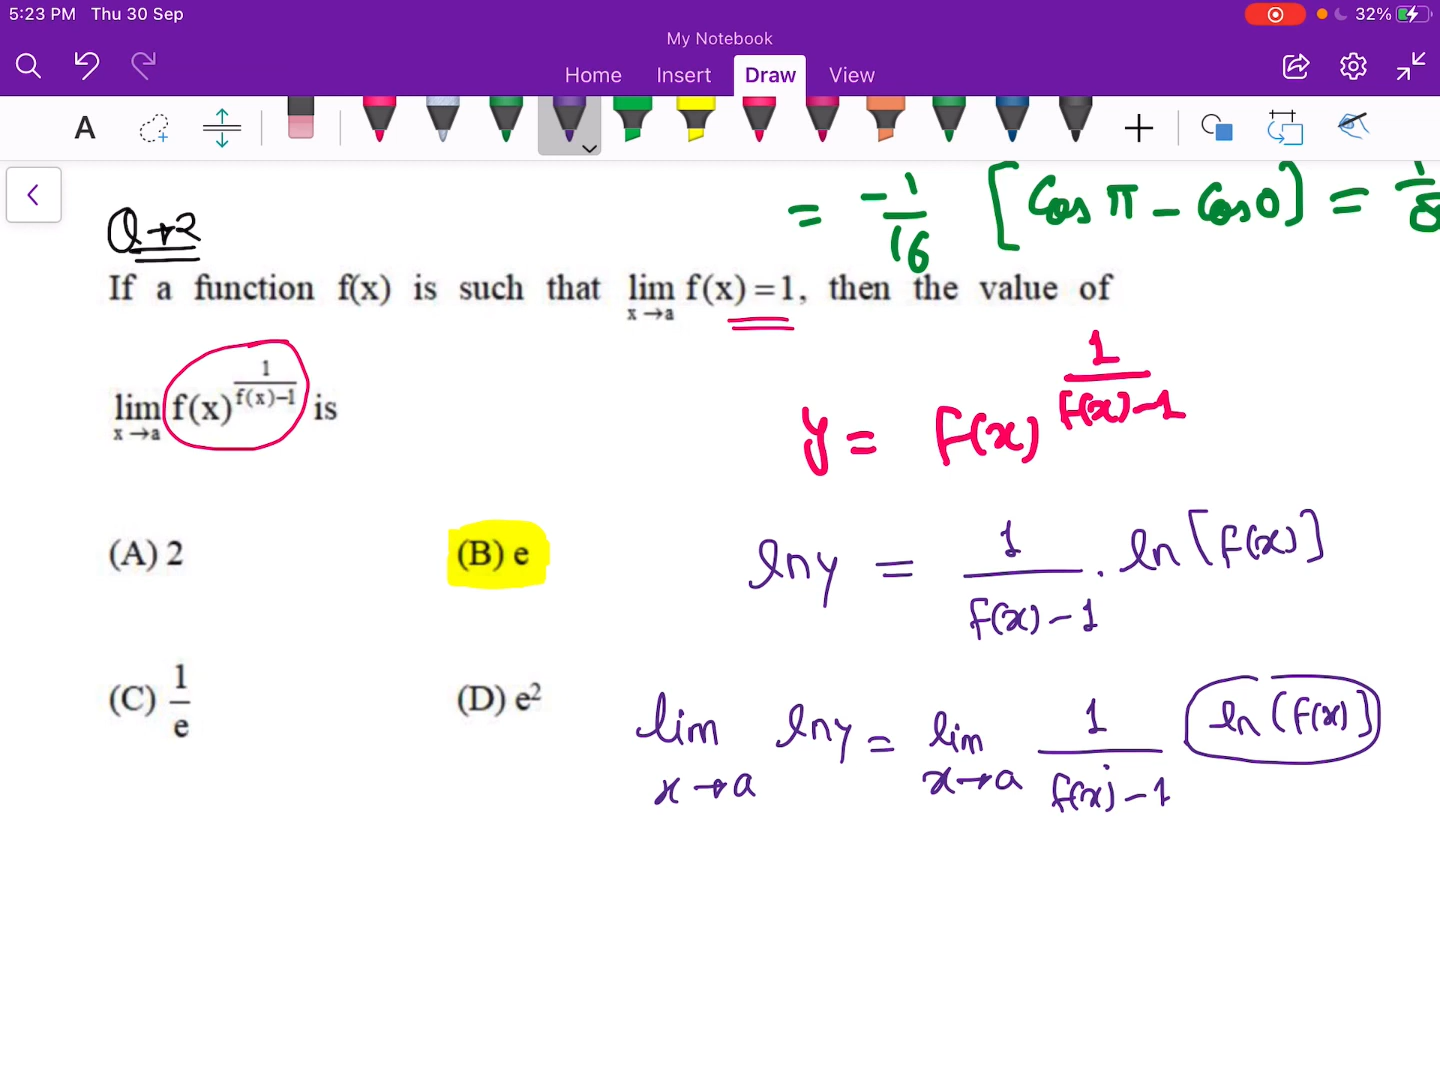 5:23 PM Thu 30 Sep
32%
My Notebook
Home Insert Draw View
A
= -1/16 [Cos π - Cos 0] =
Q→2
If a function f(x) is such that lim x→a f(x) = 1, then the value of
lim x→a f(x)^(1/(f(x)–1)) is
y = f(x)^(1/(f(x)-1))
(A) 2
(B) e
ln y = 1/(f(x)-1) . ln [f(x)]
(C) 1/e
(D) e²
lim x→a ln y = lim x→a 1/(f(x)-1) ln (f(x)]